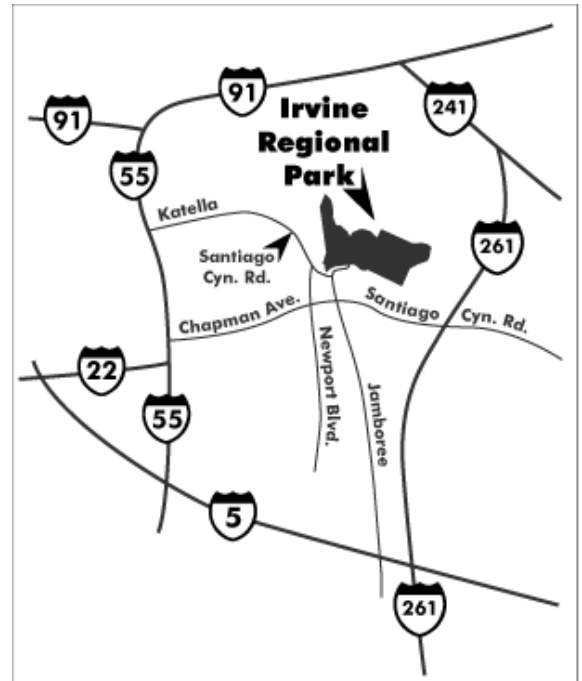 91
241
91
Irvine
Regional
Park
55
Katella
261
Santiago
Cyn. Rd.
Chapman Ave.
Santiago Cyn. Rd.
22
Newport Blvd.
Jamboree
55
5
261